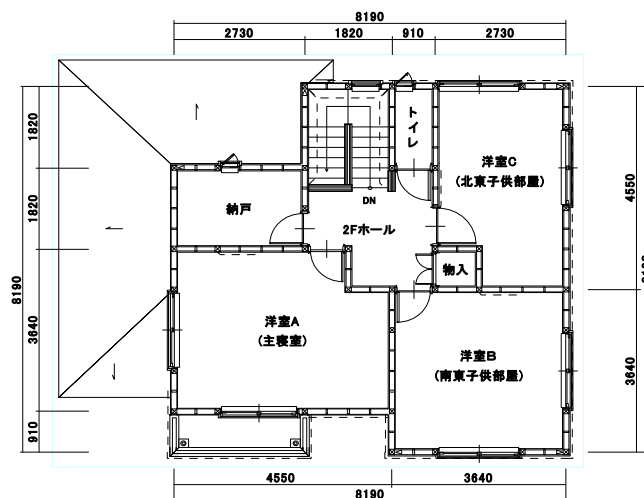 8190
2730 1820 910 2730
トイレ
洋室C
(北東子供部屋)
納戸
DN
2Fホール
物入
洋室A
(主寝室)
洋室B
(南東子供部屋)
1820
1820
3640
910
8190
4550
3640
4550 3640
8190